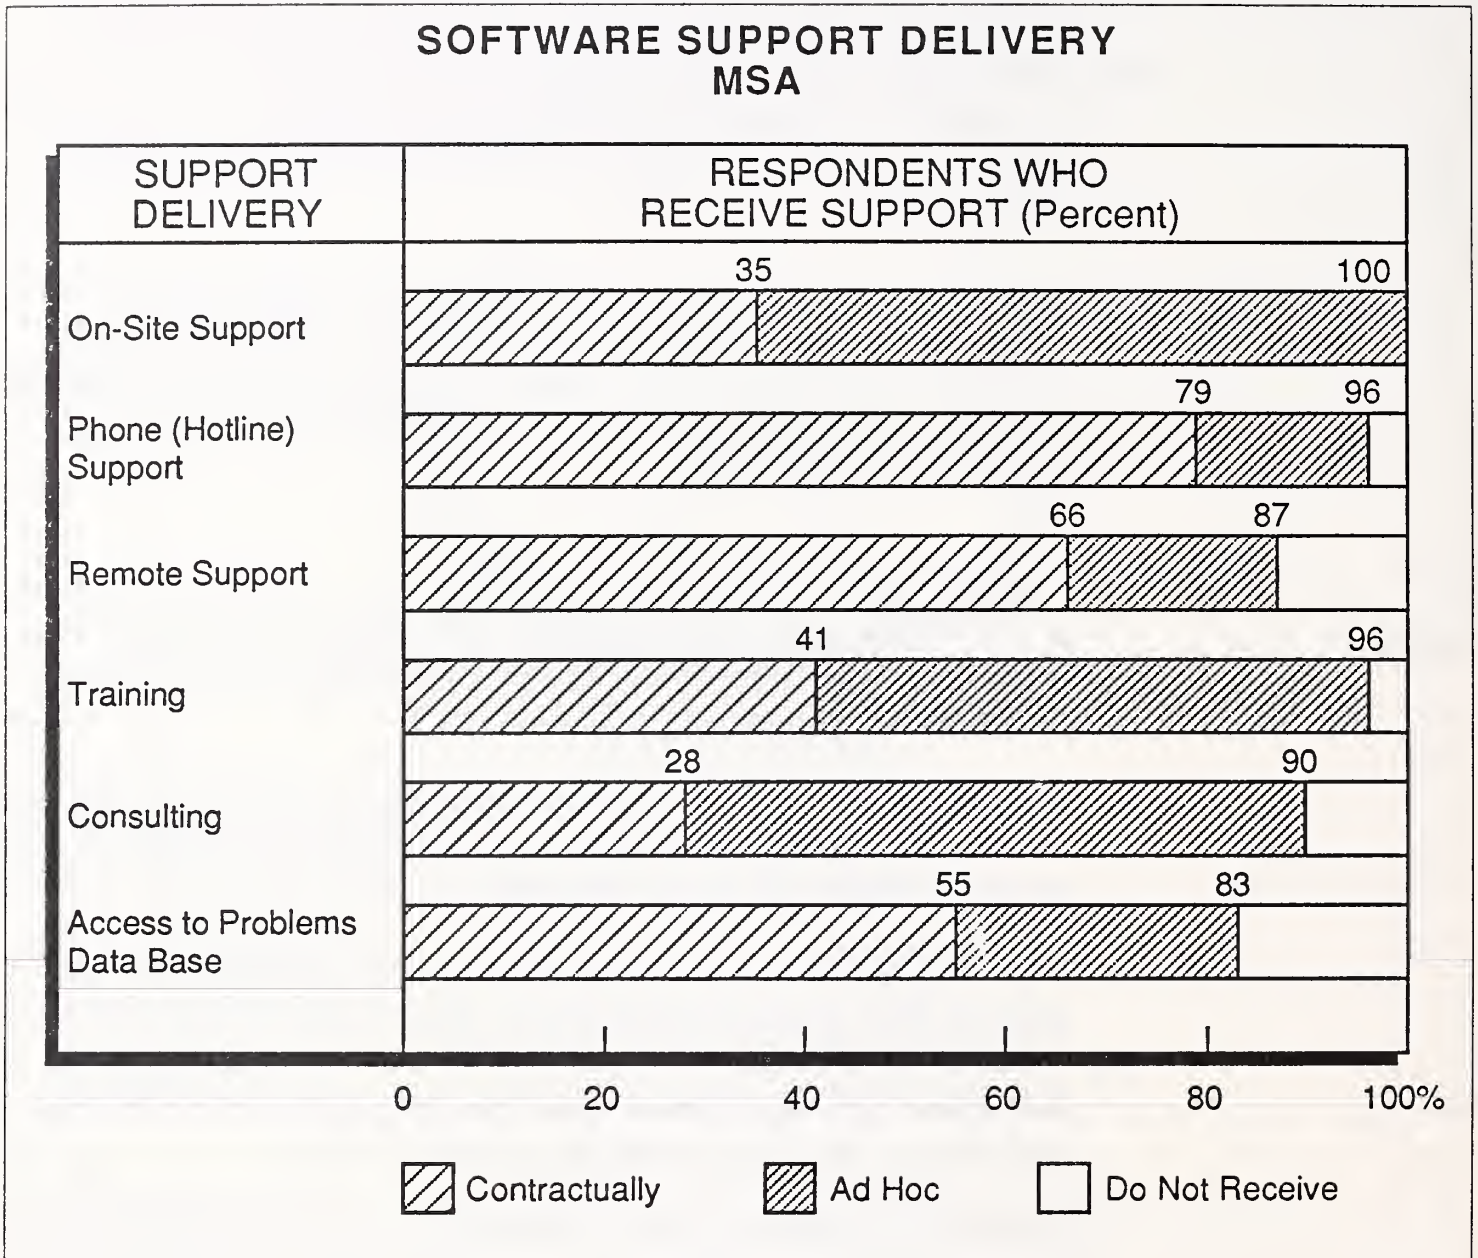 SOFTWARE SUPPORT DELIVERY
MSA
SUPPORT
DELIVERY
RESPONDENTS WHO
RECEIVE SUPPORT (Percent)
35 100
On-Site Support
79 96
Phone (Hotline)
Support
66 87
Remote Support
41 96
Training
28 90
Consulting
55 83
Access to Problems
Data Base
0 20 40 60 80 100%
Contractually Ad Hoc Do Not Receive